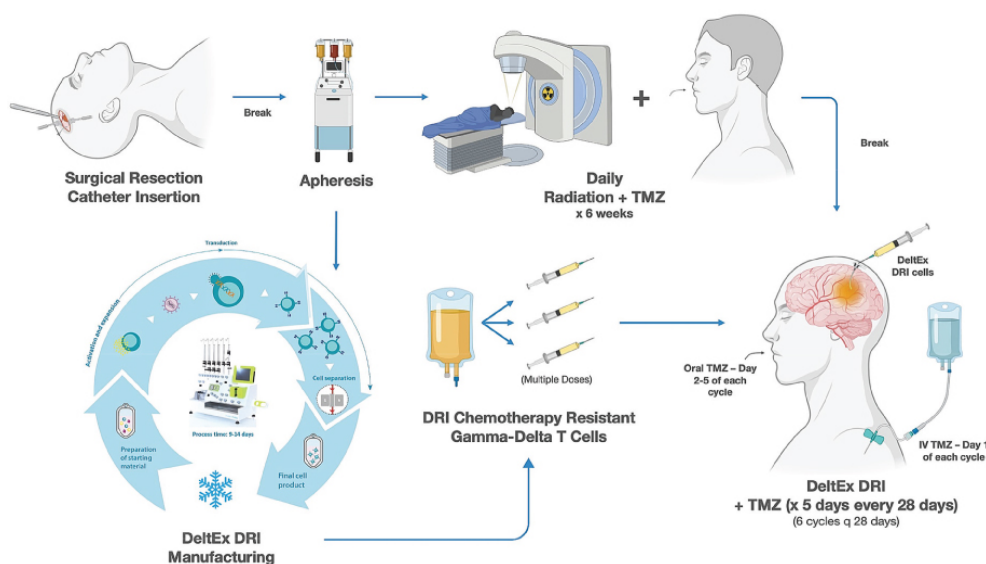 Surgical Resection
Catheter Insertion
Break
Apheresis
+
Daily
Radiation + TMZ
x 6 weeks
Break
Transduction
Activation and expansion
Cell separation
Process time: 9-14 days
Preparation
of starting
material
Final cell
product
DeltEx DRI
Manufacturing
(Multiple Doses)
DRI Chemotherapy Resistant
Gamma-Delta T Cells
DeltEx
DRI cells
Oral TMZ – Day
2-5 of each
cycle
IV TMZ – Day 1
of each cycle
DeltEx DRI
+ TMZ (x 5 days every 28 days)
(6 cycles q 28 days)